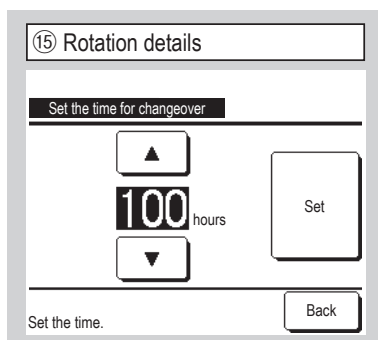 ⑮ Rotation details
Set the time for changeover
▲
100 hours
▼
Set
Set the time.
Back